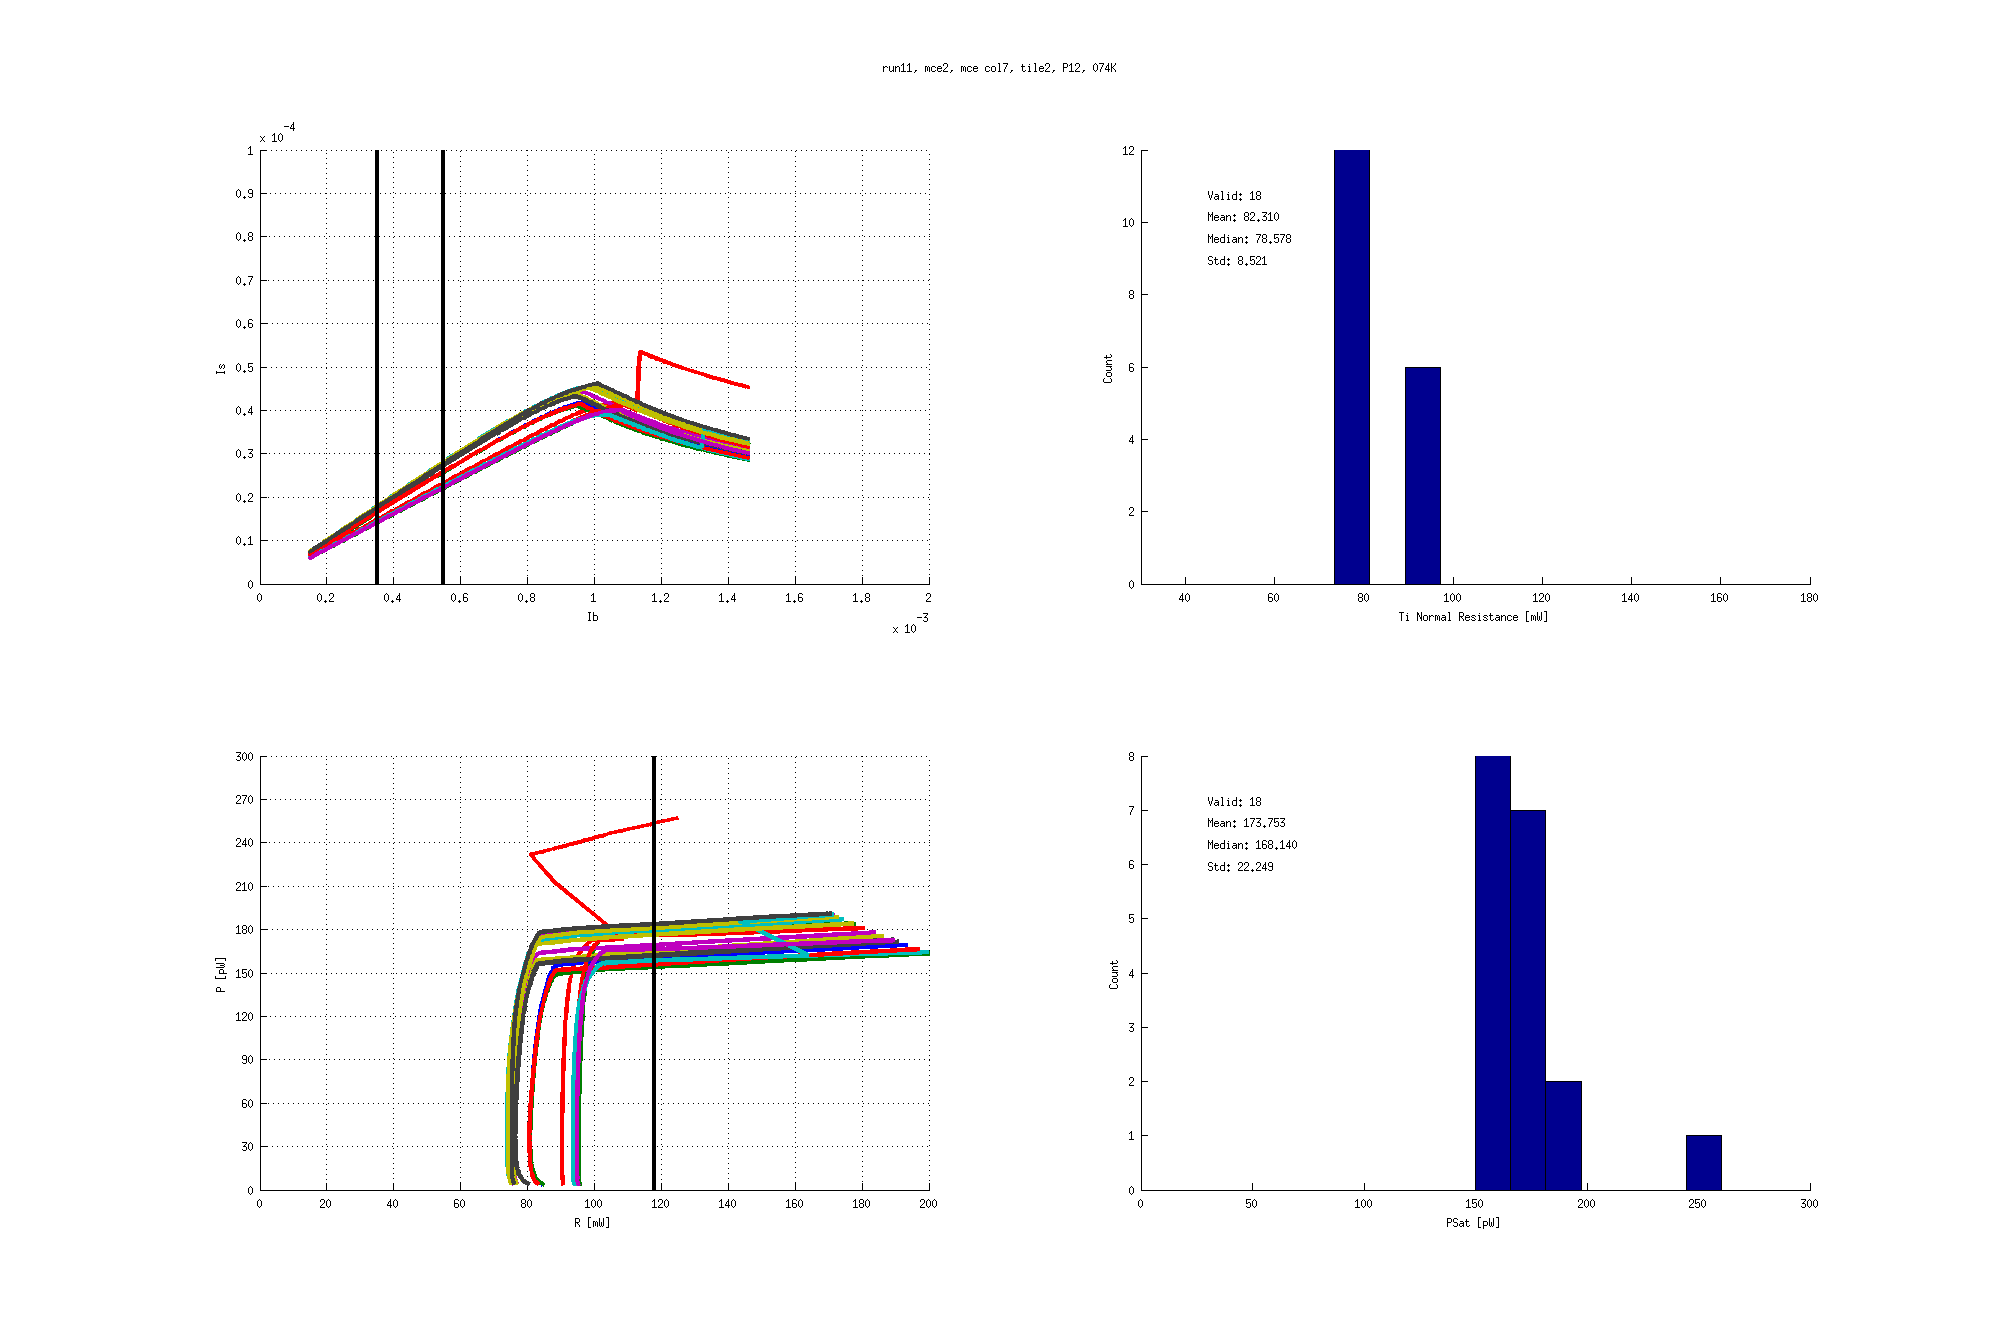 run11, mce2, mce col7, tile2, P12, 074K
x 10^-4
1
0.9
0.8
0.7
0.6
0.5
0.4
0.3
0.2
0.1
0
Is
0 0.2 0.4 0.6 0.8 1 1.2 1.4 1.6 1.8 2
Ib
x 10^-3
12
10
8
6
4
2
0
Count
Valid: 18
Mean: 82.310
Median: 78.578
Std: 8.521
40 60 80 100 120 140 160 180
Ti Normal Resistance [mW]
300
270
240
210
180
150
120
90
60
30
0
P [pW]
0 20 40 60 80 100 120 140 160 180 200
R [mW]
8
7
6
5
4
3
2
1
0
Count
Valid: 18
Mean: 173.753
Median: 168.140
Std: 22.249
0 50 100 150 200 250 300
PSat [pW]